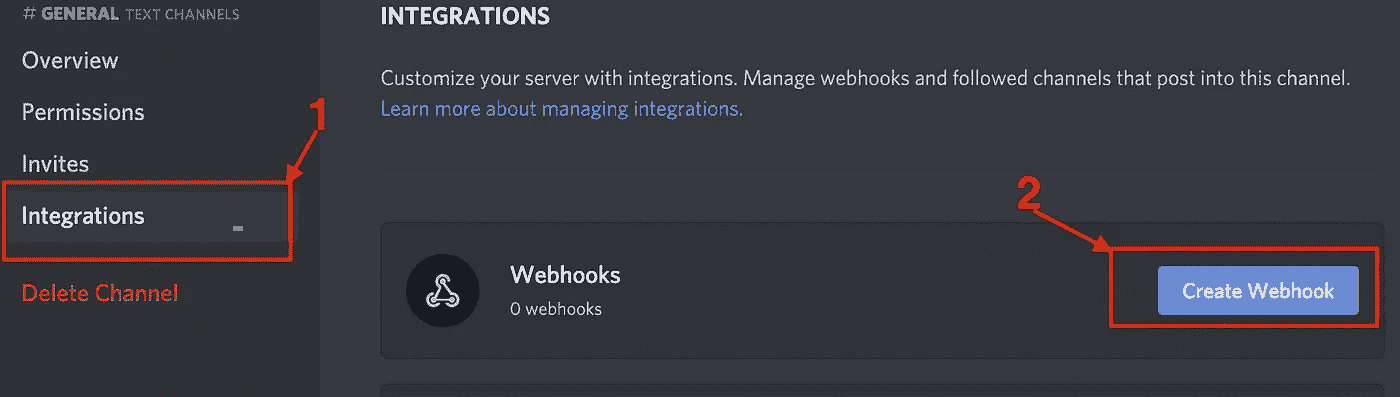 # GENERAL TEXT CHANNELS
Overview
Permissions
Invites
Integrations
Delete Channel
1
INTEGRATIONS
Customize your server with integrations. Manage webhooks and followed channels that post into this channel.
Learn more about managing integrations.
2
Webhooks
0 webhooks
Create Webhook